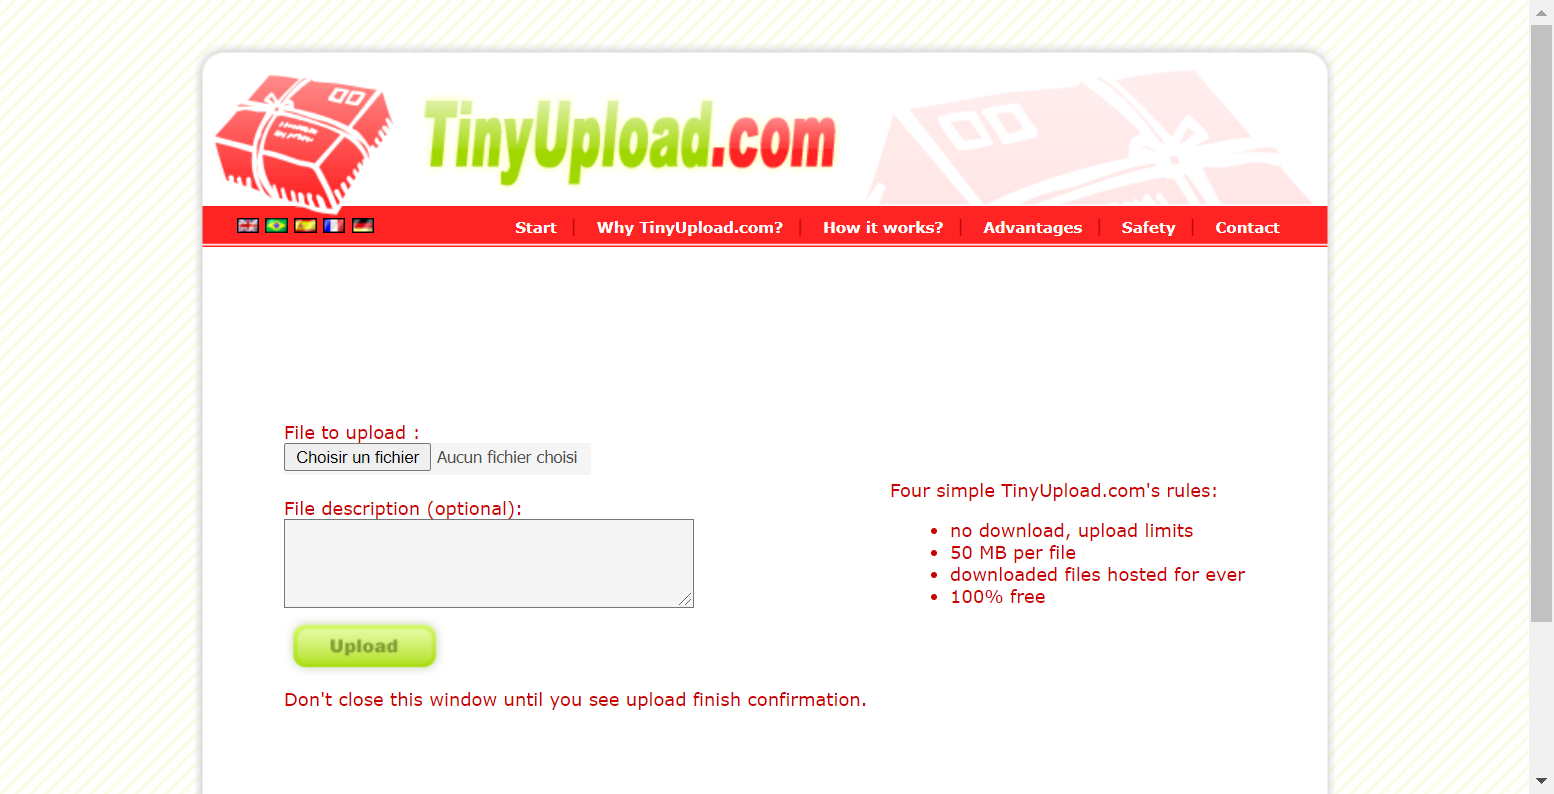 TinyUpload.com
Start
Why TinyUpload.com?
How it works?
Advantages
Safety
Contact
File to upload :
Choisir un fichier Aucun fichier choisi
File description (optional):
Upload
Don't close this window until you see upload finish confirmation.
Four simple TinyUpload.com's rules:
no download, upload limits
50 MB per file
downloaded files hosted for ever
100% free